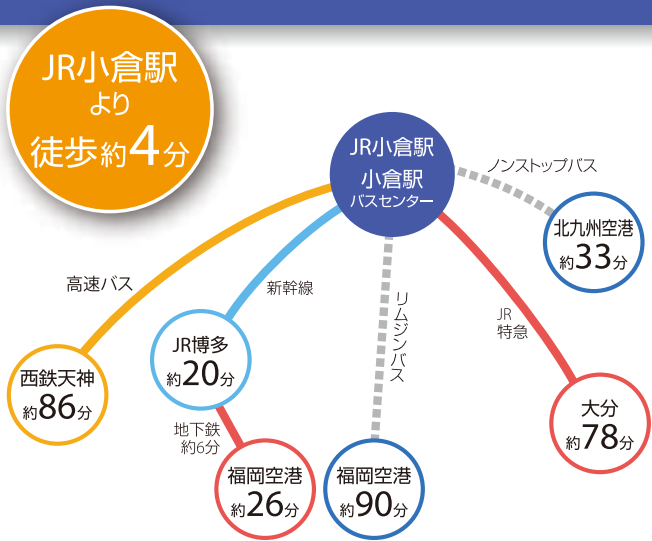 JR小倉駅
より
徒歩約4分
JR小倉駅
小倉駅
バスセンター
ノンストップバス
北九州空港
約33分
高速バス
新幹線
リムジンバス
JR
特急
西鉄天神
約86分
JR博多
約20分
地下鉄
約6分
福岡空港
約26分
福岡空港
約90分
大分
約78分